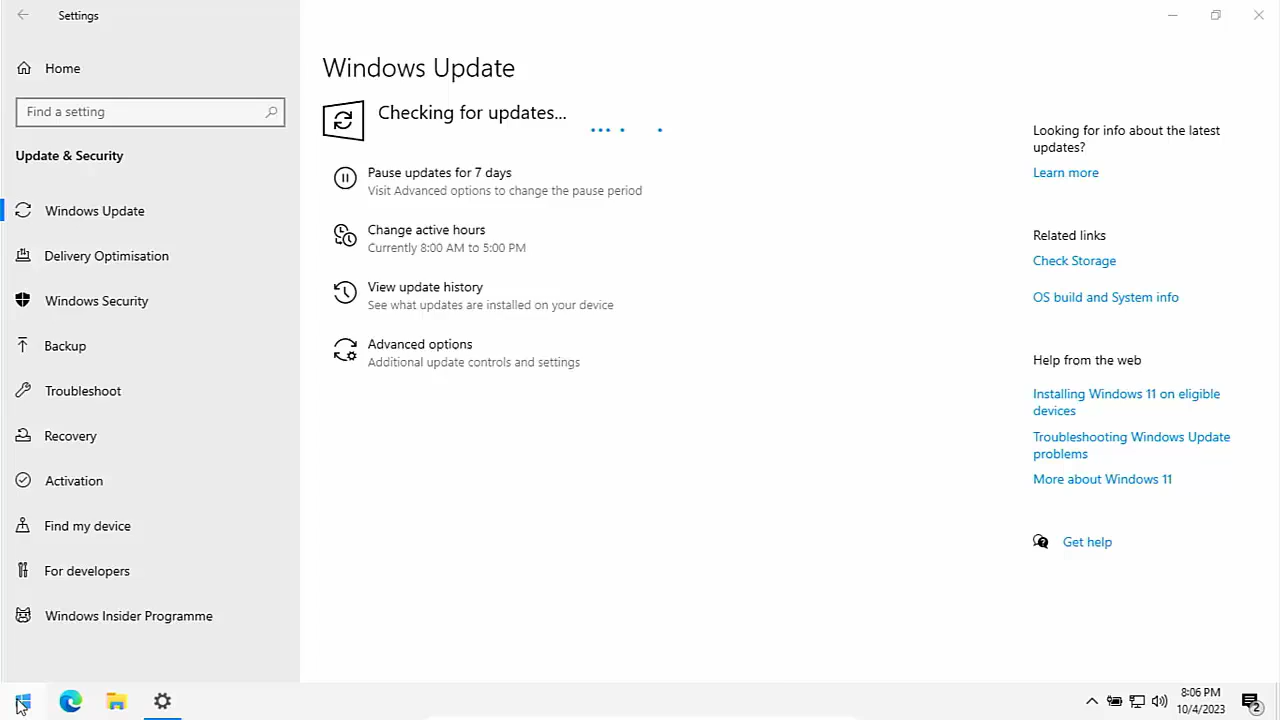 Settings
Home
Find a setting
Update & Security
Windows Update
Delivery Optimisation
Windows Security
Backup
Troubleshoot
Recovery
Activation
Find my device
For developers
Windows Insider Programme
Windows Update
Checking for updates...
Pause updates for 7 days
Visit Advanced options to change the pause period
Change active hours
Currently 8:00 AM to 5:00 PM
View update history
See what updates are installed on your device
Advanced options
Additional update controls and settings
Looking for info about the latest
updates?
Learn more
Related links
Check Storage
OS build and System info
Help from the web
Installing Windows 11 on eligible
devices
Troubleshooting Windows Update
problems
More about Windows 11
Get help
8:06 PM
10/4/2023
2